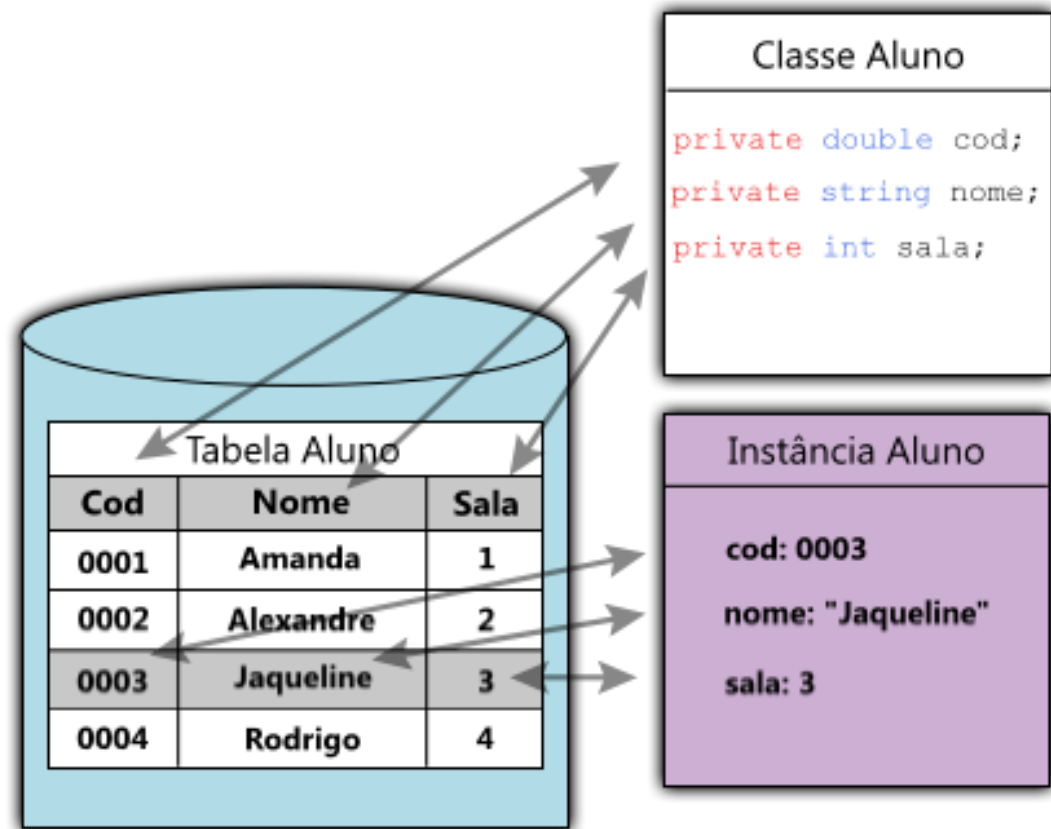 Classe Aluno
private double cod;
private string nome;
private int sala;
Tabela Aluno
Cod Nome Sala
0001 Amanda 1
0002 Alexandre 2
0003 Jaqueline 3
0004 Rodrigo 4
Instância Aluno
cod: 0003
nome: "Jaqueline"
sala: 3